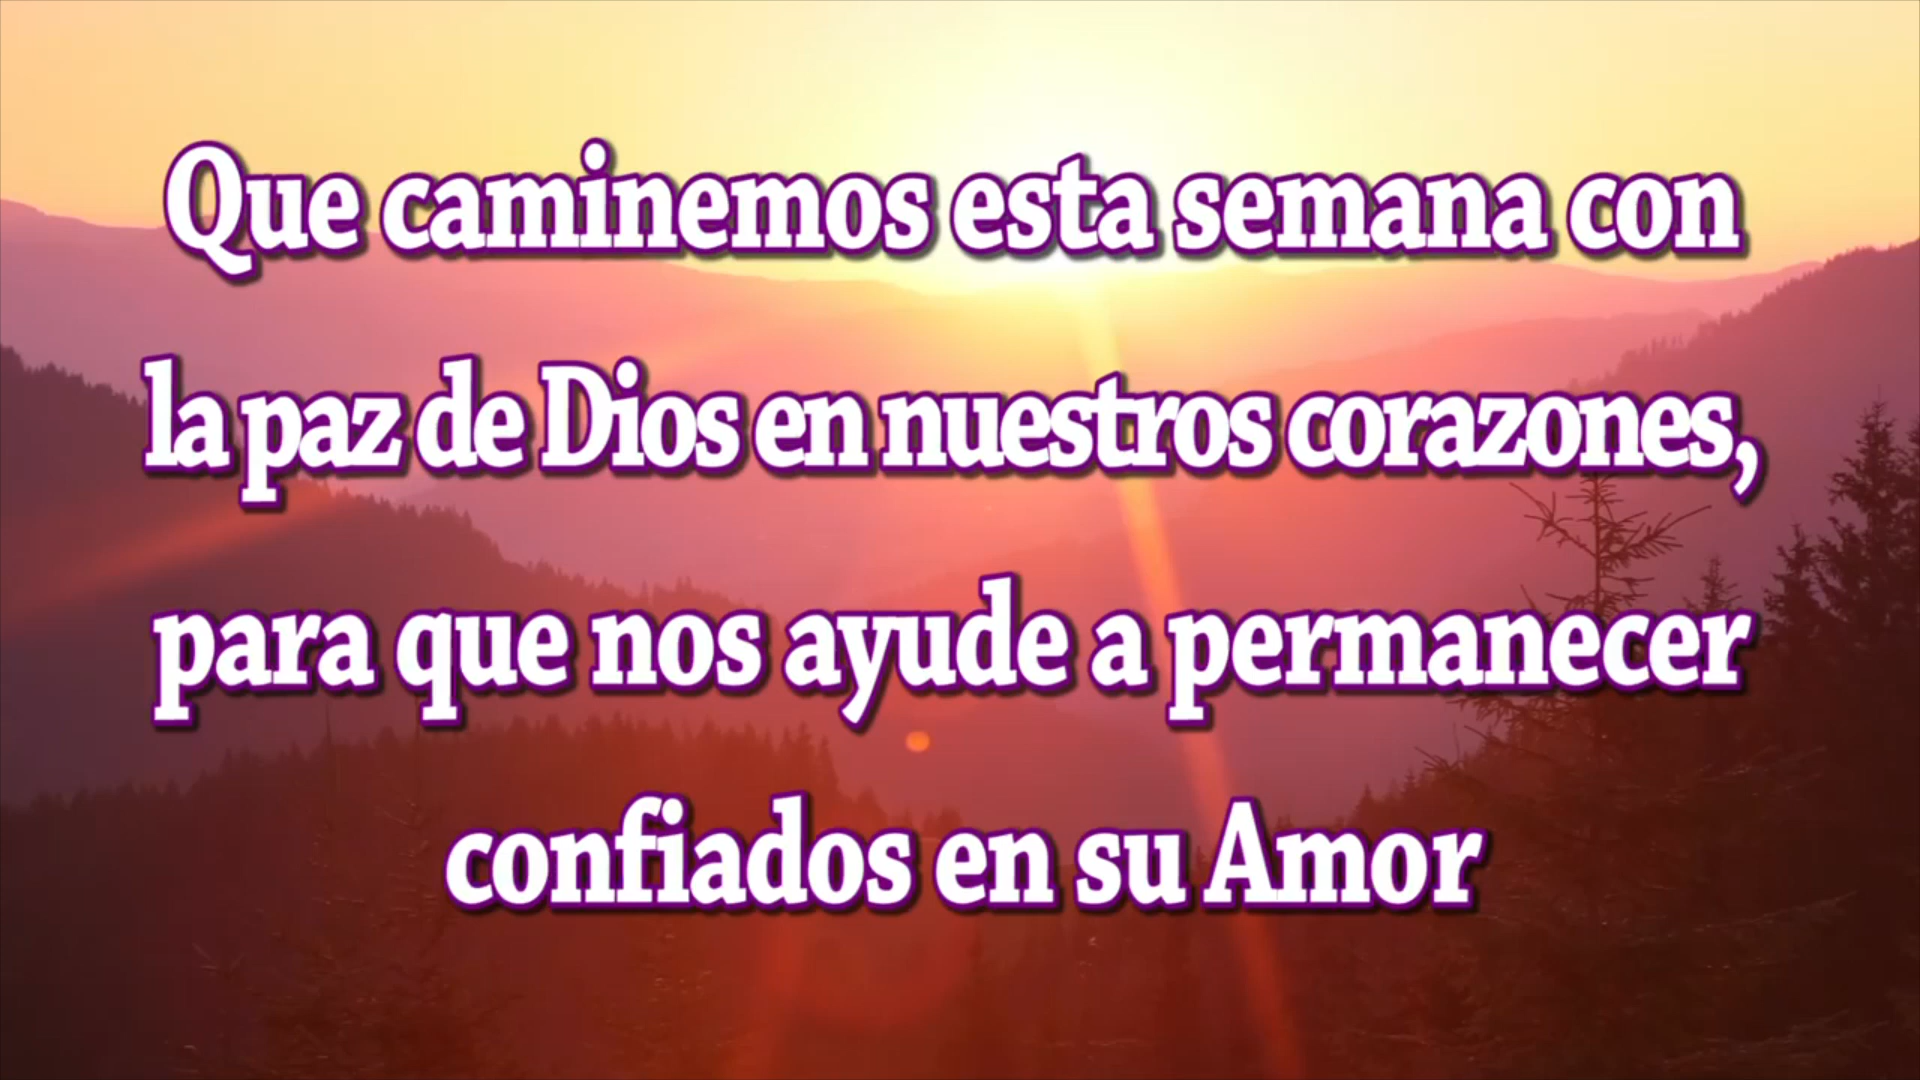 Que caminemos esta semana con
la paz de Dios en nuestros corazones,
para que nos ayude a permanecer
confiados en su Amor